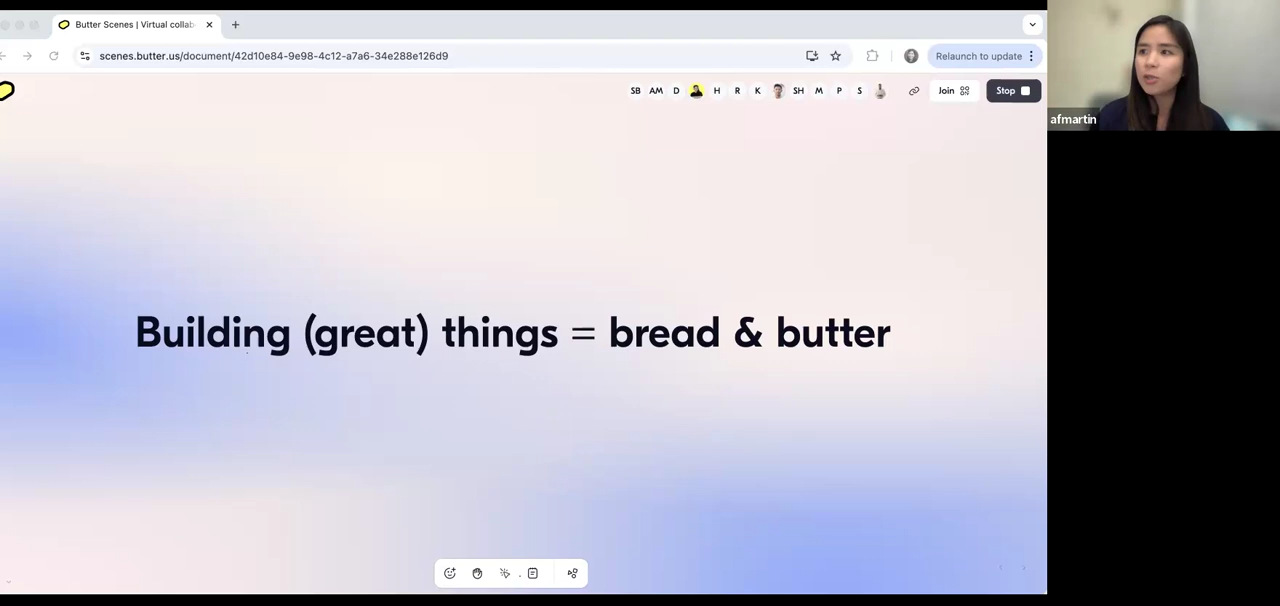 Butter Scenes | Virtual collab
scenes.butter.us/document/42d10e84-9e98-4c12-a7a6-34e288e126d9
Relaunch to update
SB AM D H R K SH M P S
Join
Stop
afmartin
Building (great) things = bread & butter